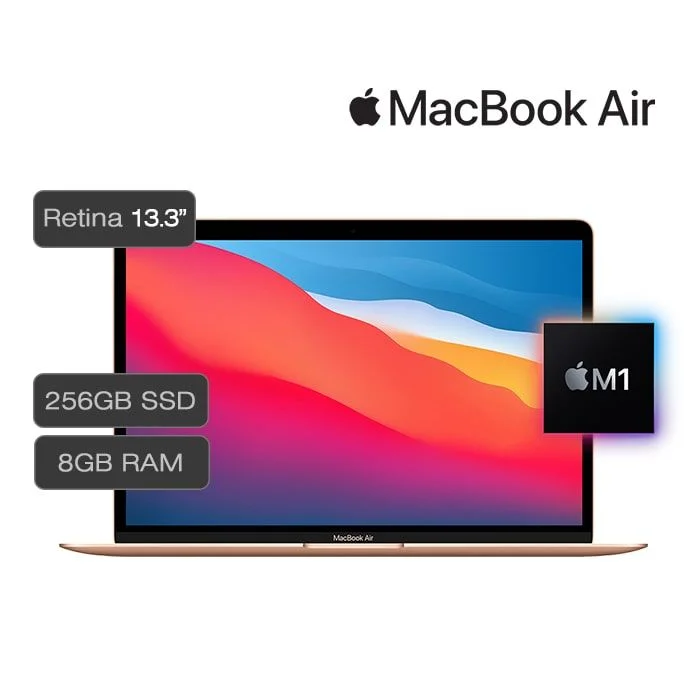 MacBook Air
Retina 13.3”
M1
256GB SSD
8GB RAM
MacBook Air